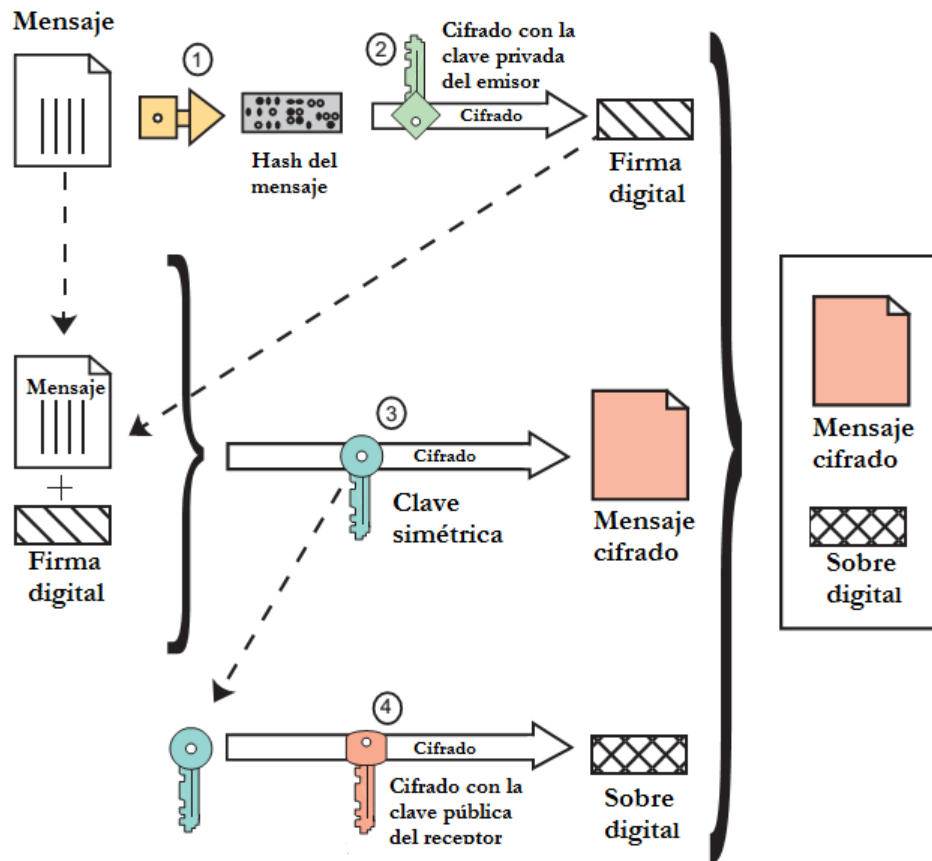 Mensaje
1
2
Cifrado con la
clave privada
del emisor
Cifrado
Hash del
mensaje
Firma
digital
Mensaje
+
Firma
digital
3
Cifrado
Clave
simétrica
Mensaje
cifrado
Mensaje
cifrado
Sobre
digital
4
Cifrado
Cifrado con la
clave pública
del receptor
Sobre
digital